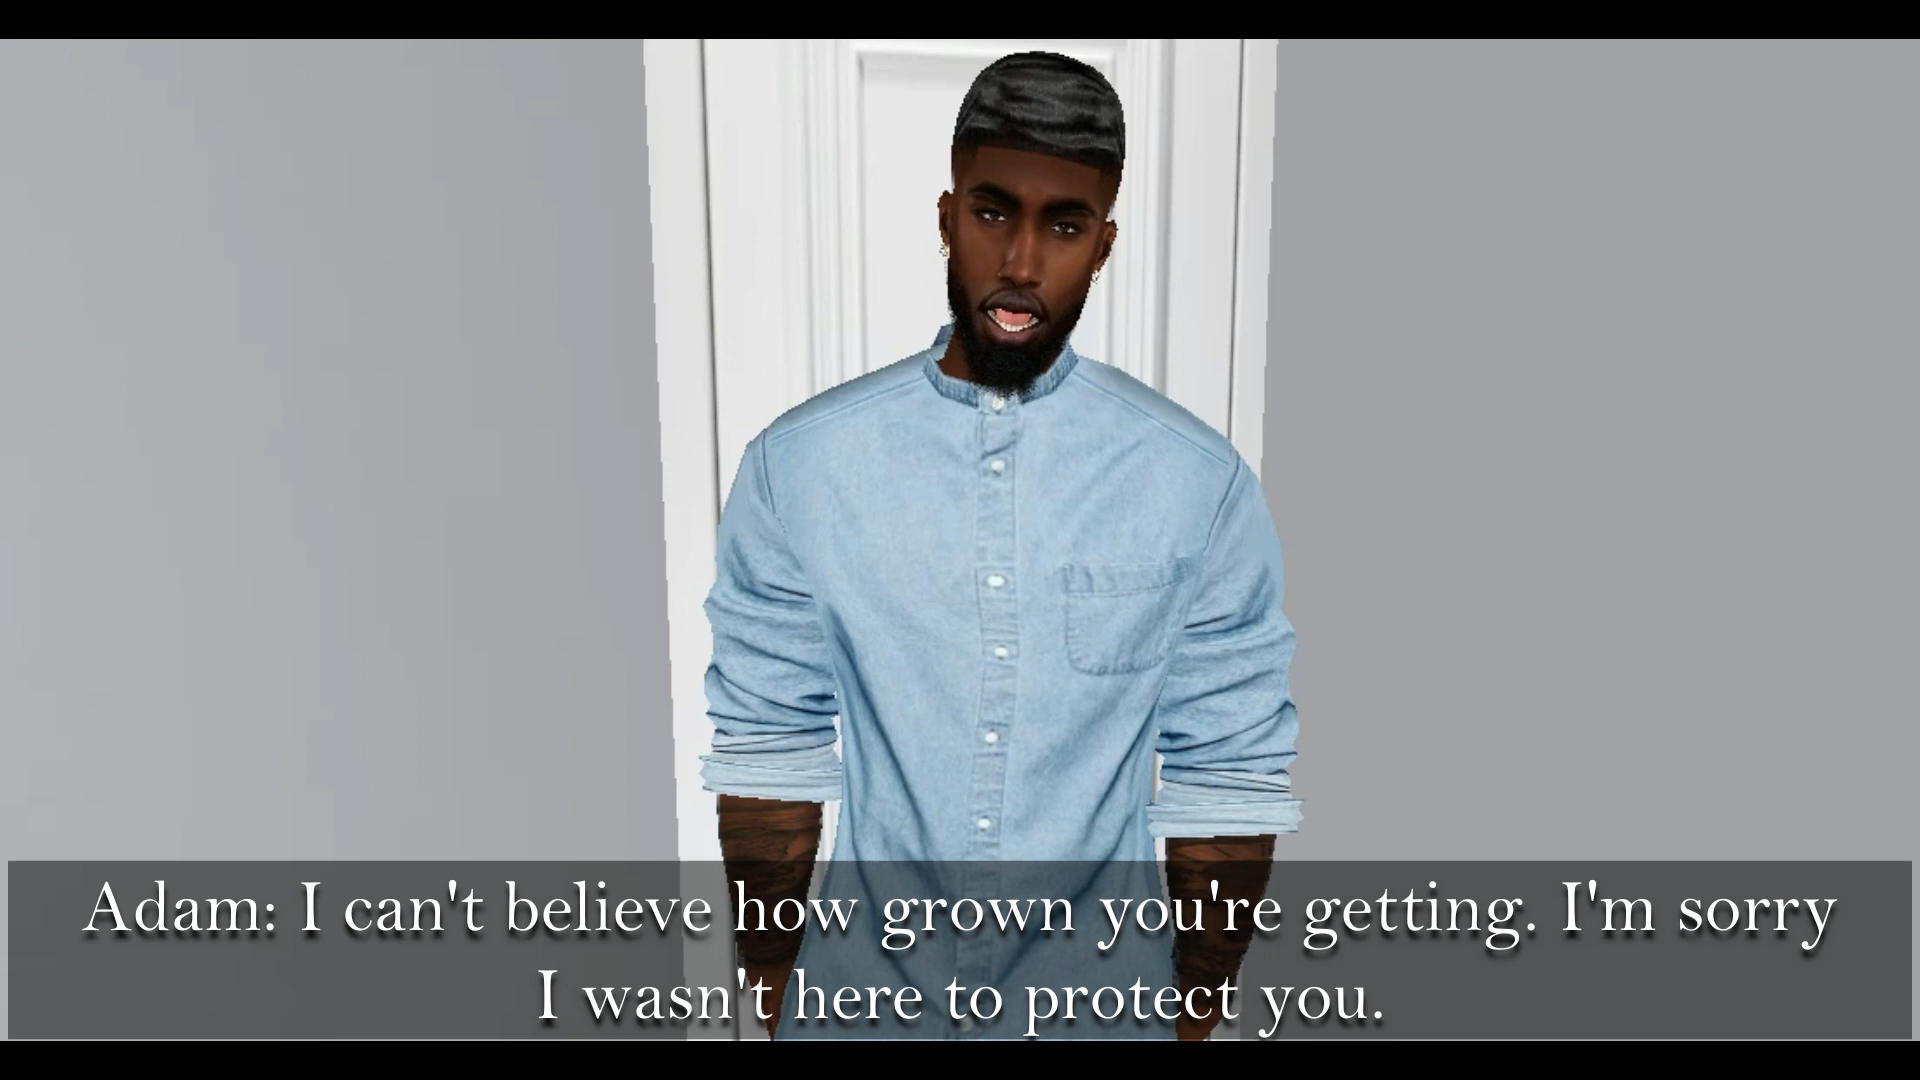 Adam: I can't believe how grown you're getting. I'm sorry
I wasn't here to protect you.